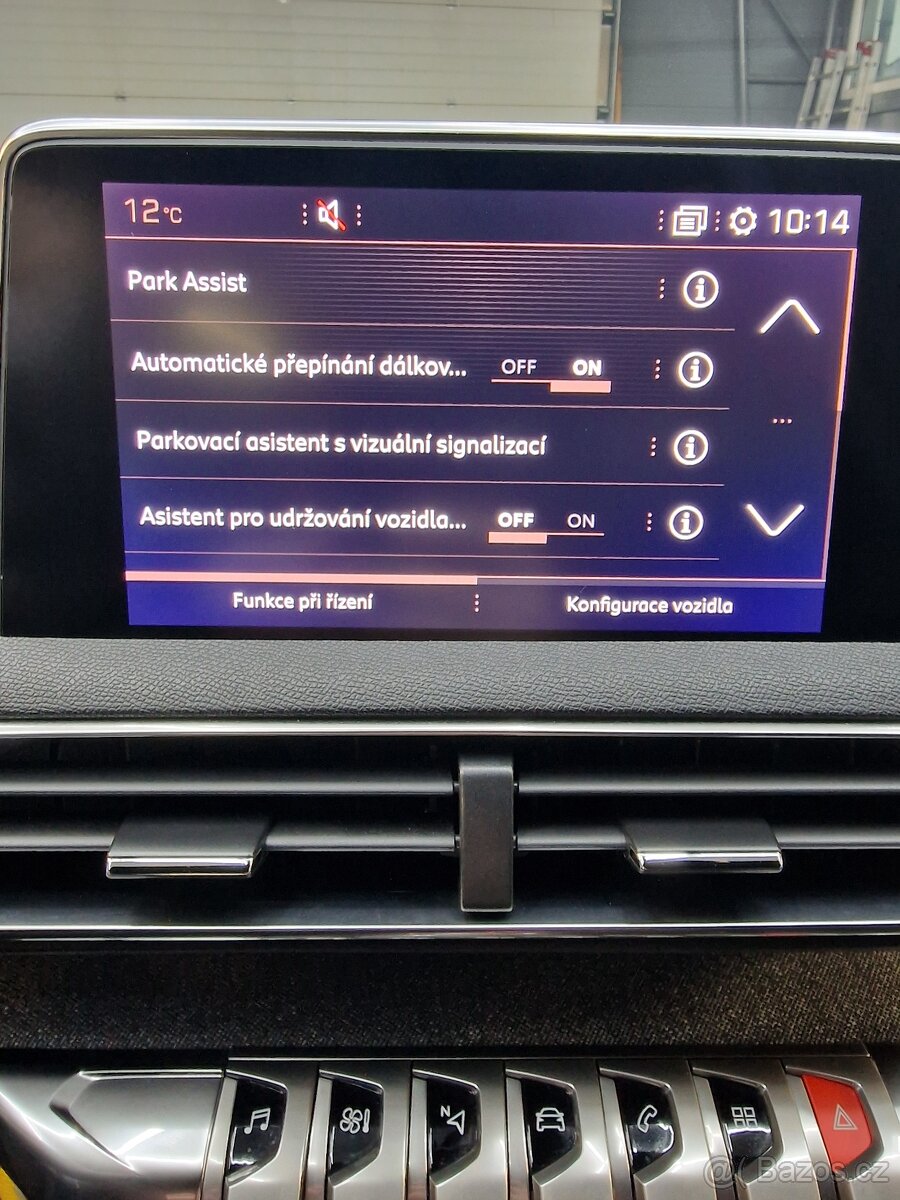 12°C
10:14
Park Assist
Automatické přepínání dálkov... OFF ON
Parkovací asistent s vizuální signalizací
Asistent pro udržování vozidla... OFF ON
Funkce při řízení
Konfigurace vozidla
N
@( Bazos.cz